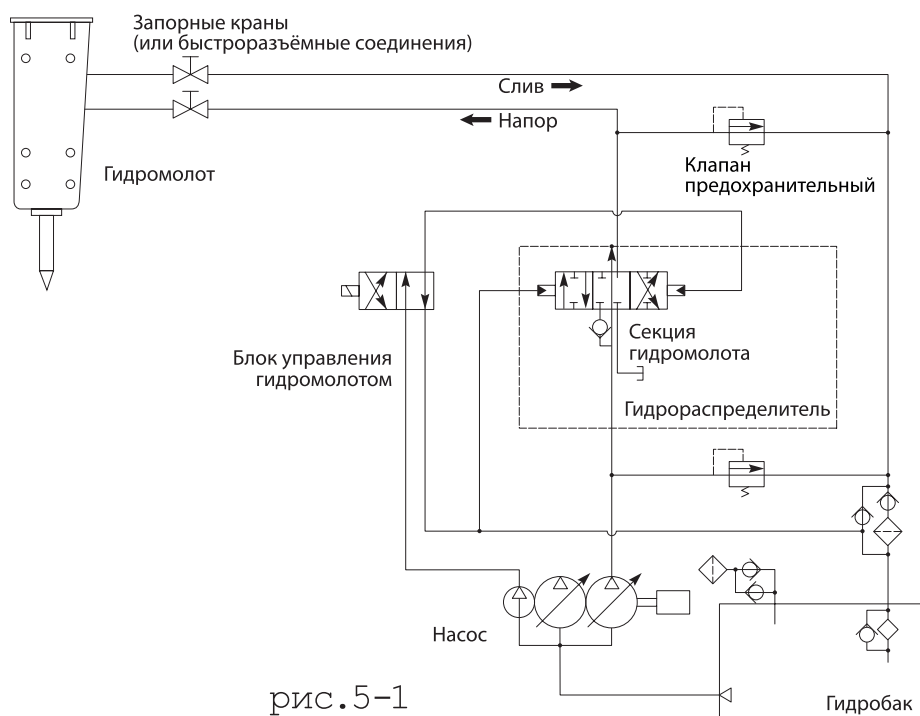 Запорные краны
(или быстроразъёмные соединения)
Слив
Напор
Клапан
предохранительный
Гидромолот
Блок управления
гидромолотом
Секция
гидромолота
Гидрораспределитель
Насос
рис.5-1
Гидробак